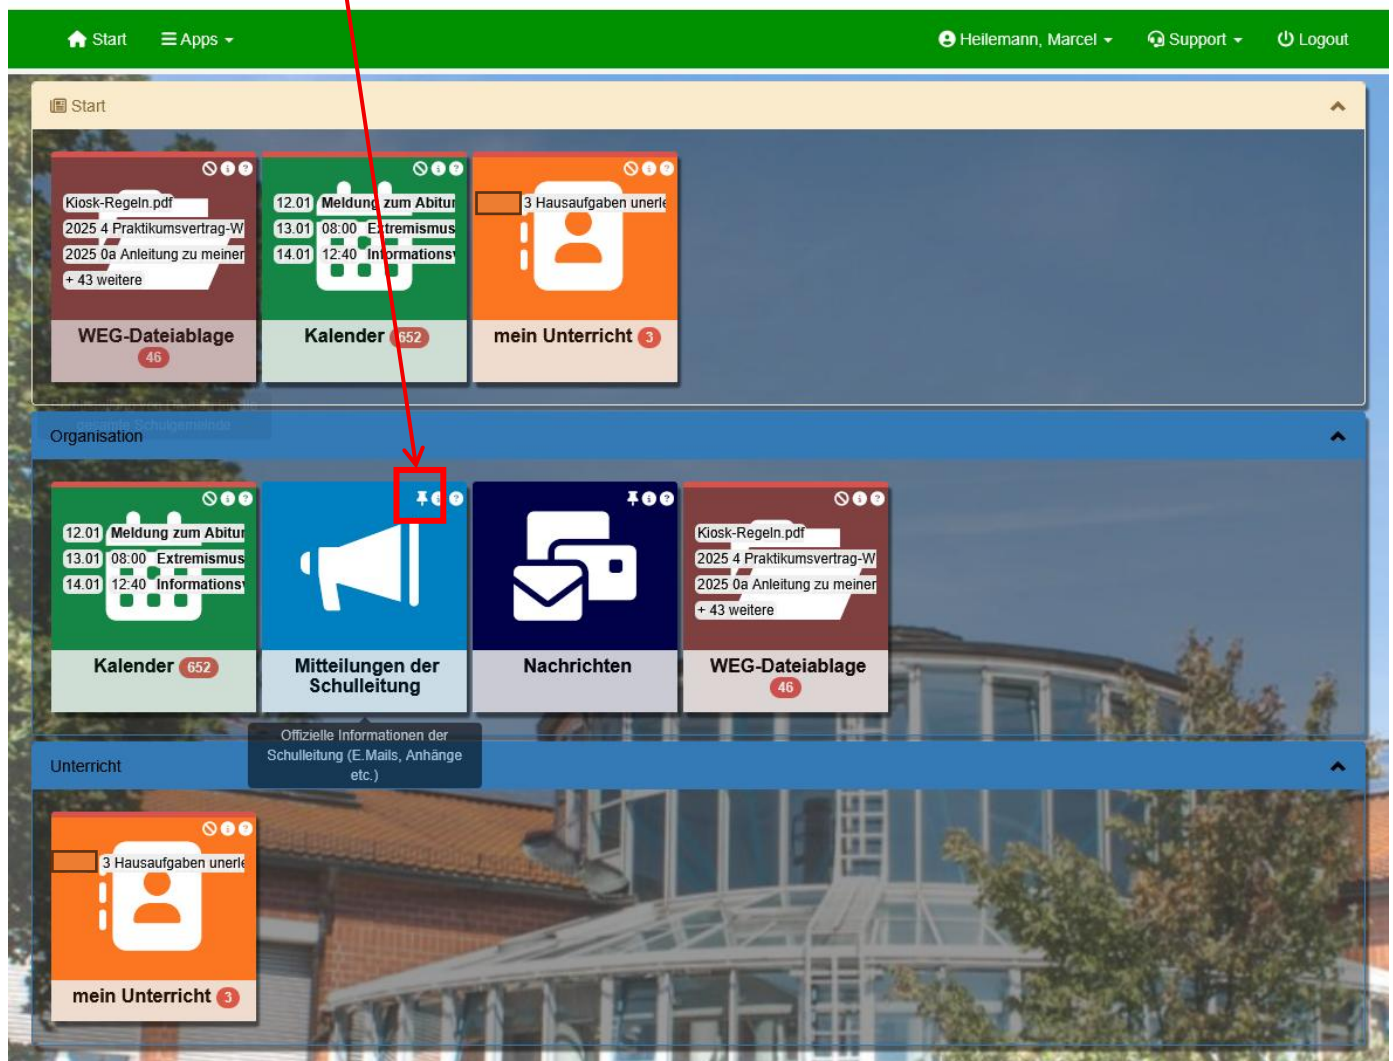 Start
Apps
Heilemann, Marcel
Support
Logout
Start
Kiosk-Regeln.pdf
2025 4 Praktikumsvertrag-W
2025 0a Anleitung zu meiner
+ 43 weitere
WEG-Dateiablage
46
12.01 Meldung zum Abitur
13.01 08:00 Extremismus
14.01 12:40 Informationsv
Kalender 652
3 Hausaufgaben unerle
mein Unterricht 3
gesamte Schulgemeinde
Organisation
12.01 Meldung zum Abitur
13.01 08:00 Extremismus
14.01 12:40 Informationsv
Kalender 652
Mitteilungen der
Schulleitung
Nachrichten
Kiosk-Regeln.pdf
2025 4 Praktikumsvertrag-W
2025 0a Anleitung zu meiner
+ 43 weitere
WEG-Dateiablage
46
Offizielle Informationen der
Schulleitung (E.Mails, Anhänge
etc.)
Unterricht
3 Hausaufgaben unerle
mein Unterricht 3